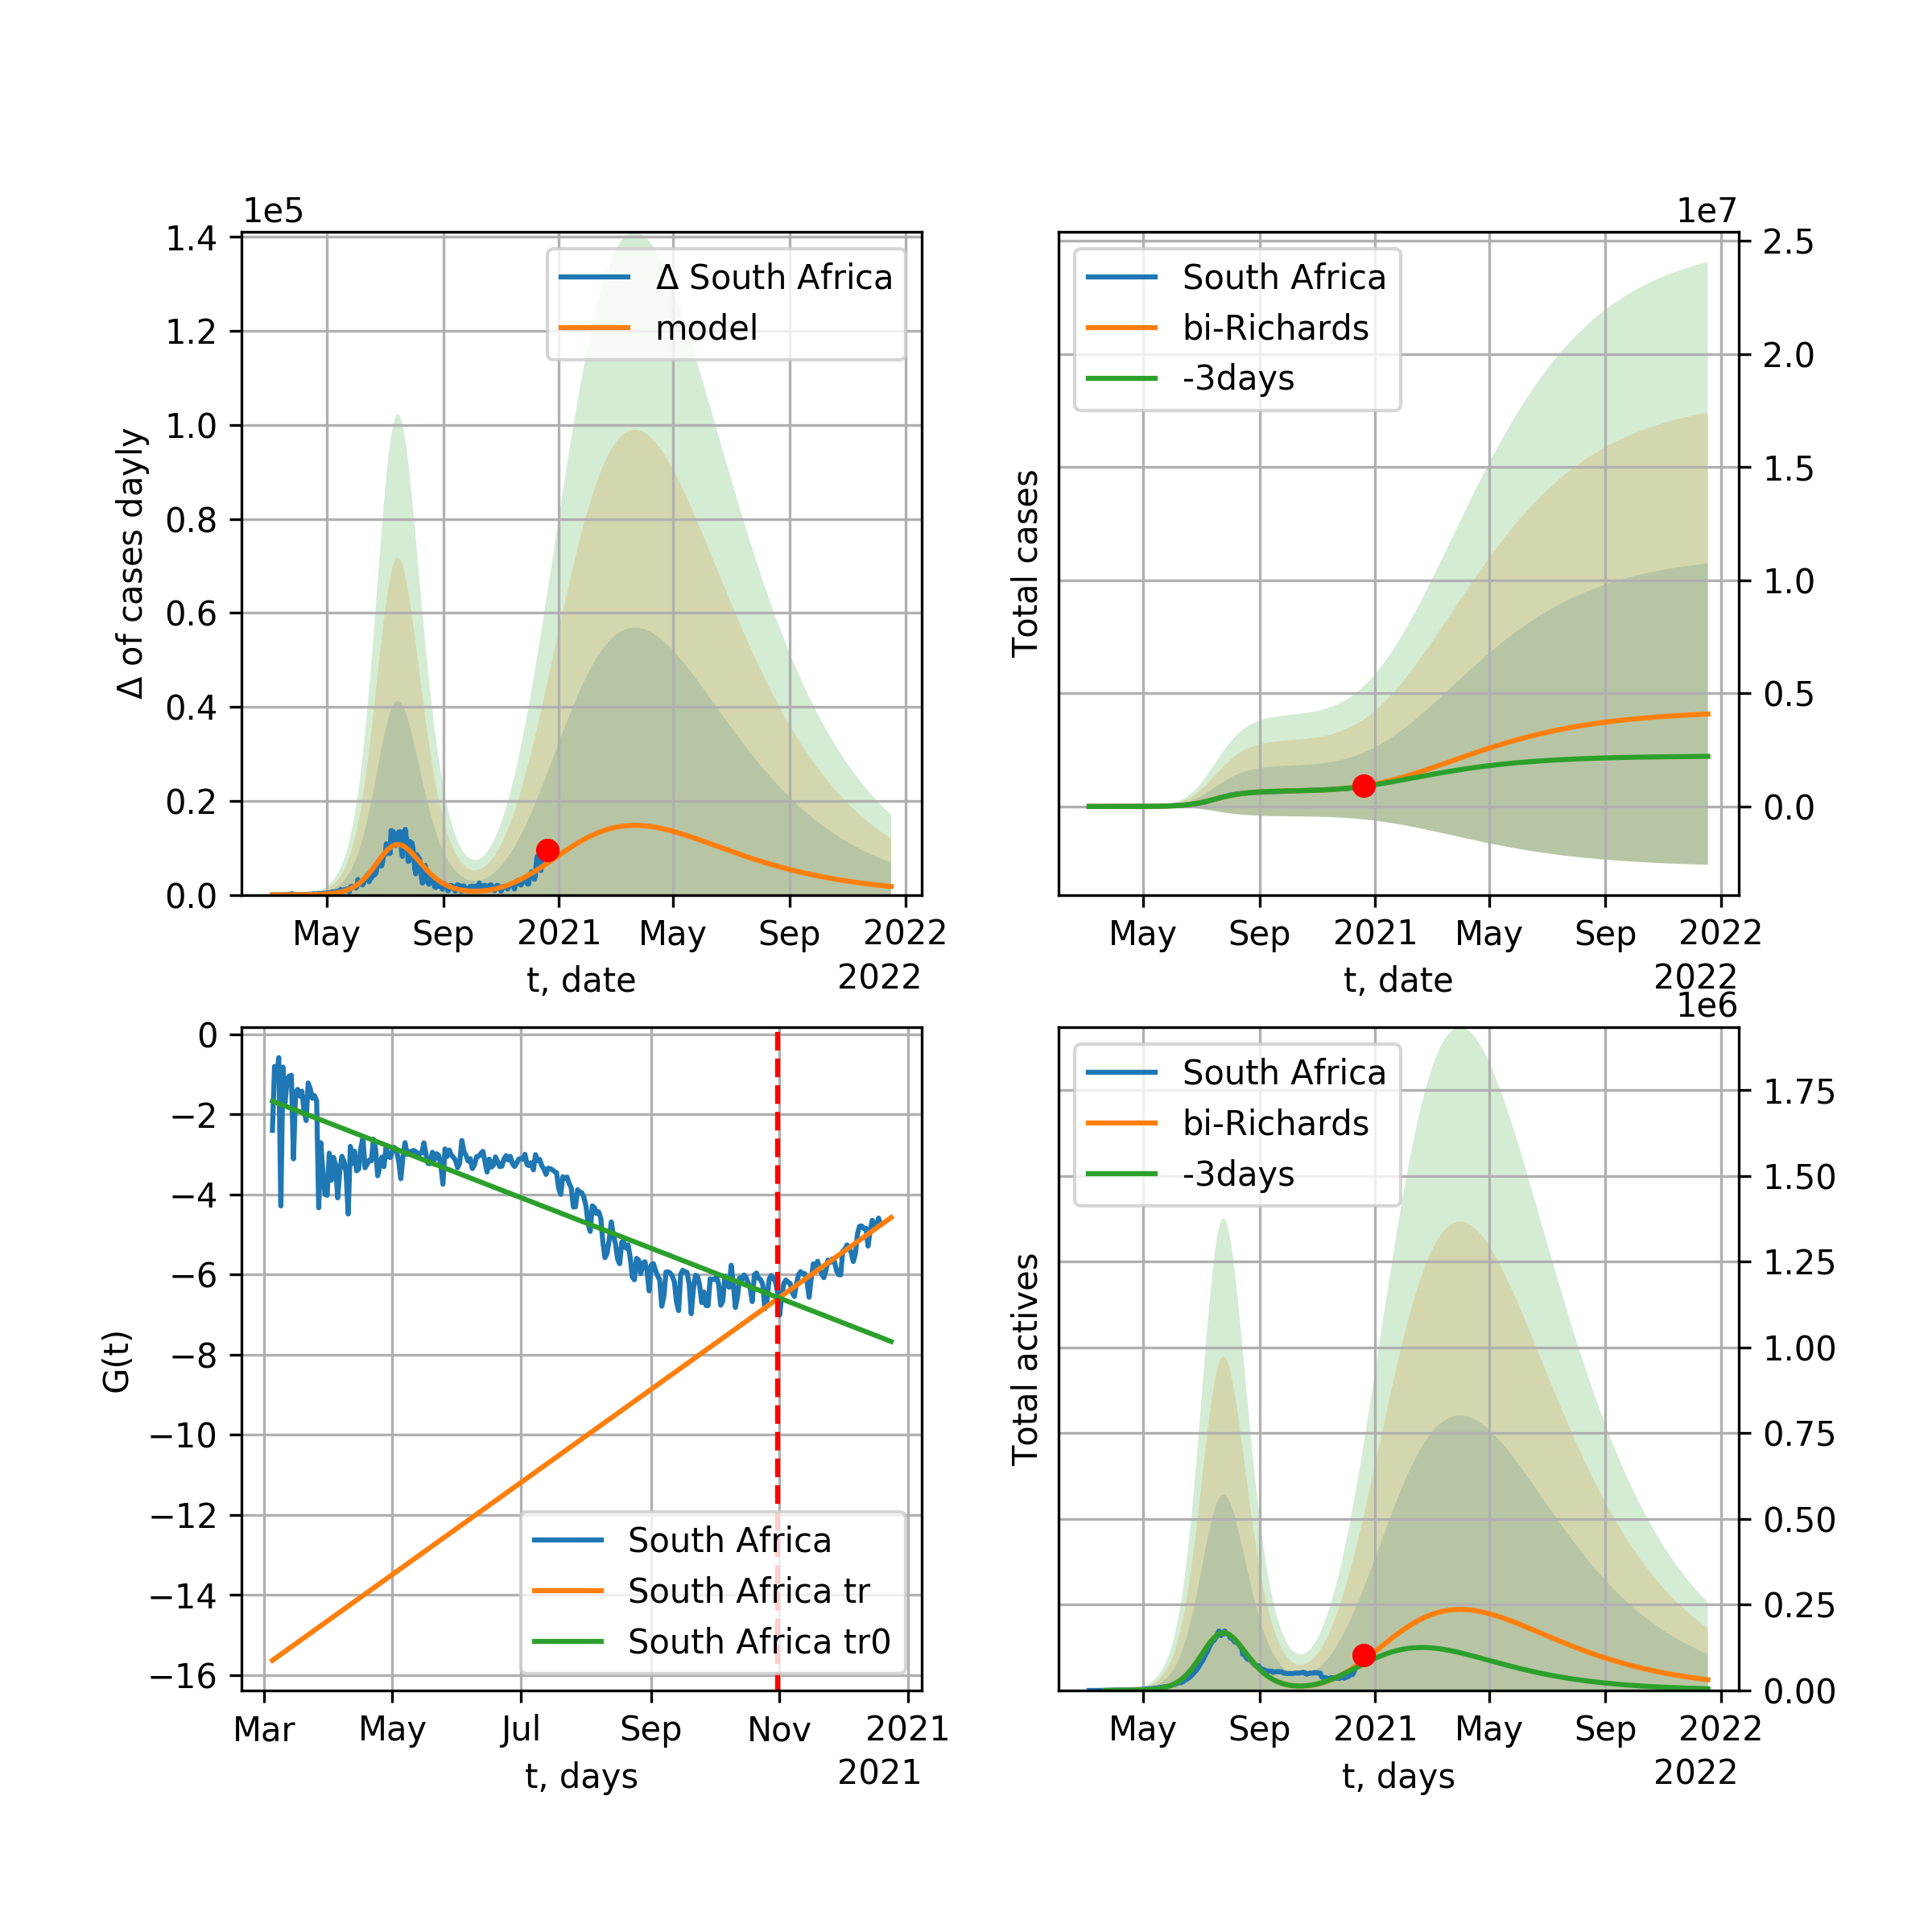 1e5
1.4
1.2
1.0
0.8
0.6
0.4
0.2
0.0
Δ of cases dayly
Δ South Africa
model
May Sep 2021 May Sep 2022
t, date
2022
1e7
2.5
2.0
1.5
1.0
0.5
0.0
Total cases
South Africa
bi-Richards
-3days
May Sep 2021 May Sep 2022
t, date
2022
0
−2
−4
−6
−8
−10
−12
−14
−16
G(t)
South Africa
South Africa tr
South Africa tr0
Mar May Jul Sep Nov 2021
t, days
2021
1e6
1.75
1.50
1.25
1.00
0.75
0.50
0.25
0.00
Total actives
South Africa
bi-Richards
-3days
May Sep 2021 May Sep 2022
t, days
2022